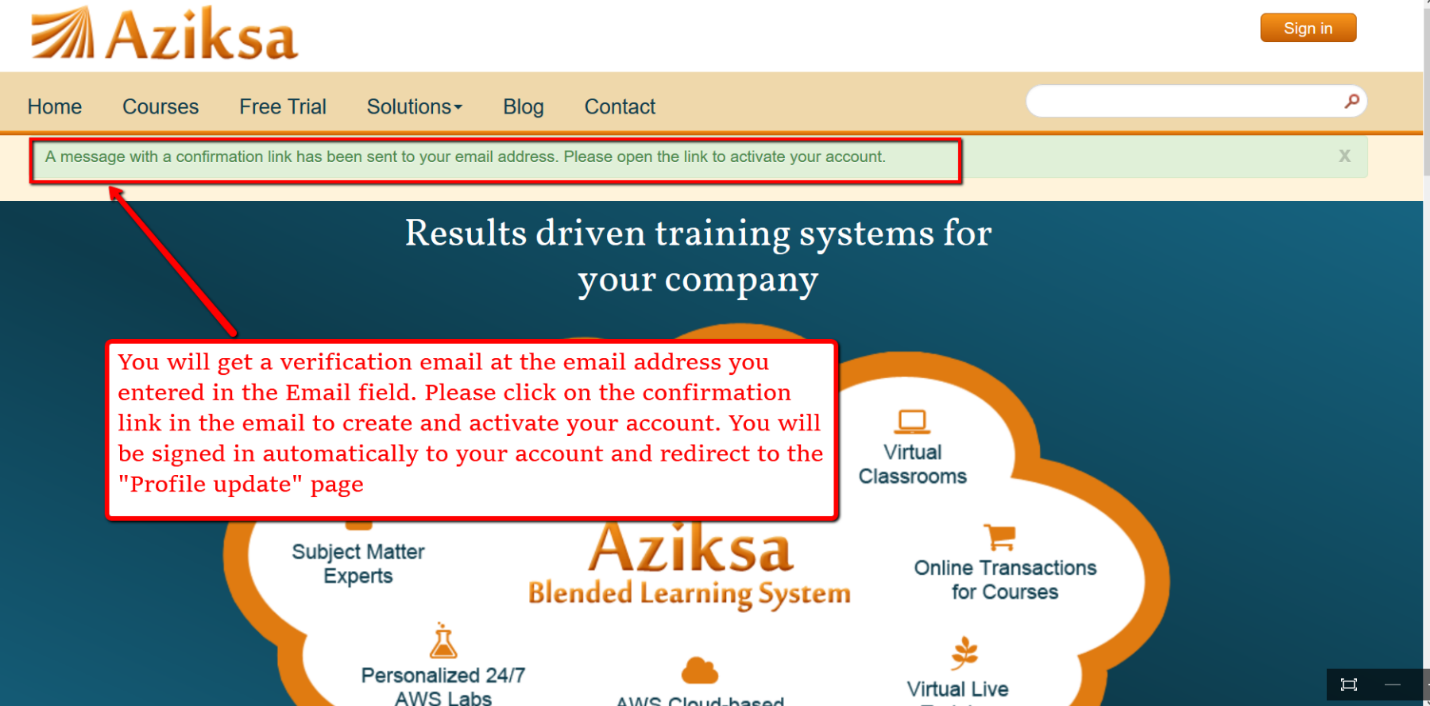 Aziksa
Sign in
Home Courses Free Trial Solutions Blog Contact
A message with a confirmation link has been sent to your email address. Please open the link to activate your account.
x
Results driven training systems for
your company
You will get a verification email at the email address you
entered in the Email field. Please click on the confirmation
link in the email to create and activate your account. You will
be signed in automatically to your account and redirect to the
"Profile update" page
Virtual
Classrooms
Subject Matter
Experts
Aziksa
Blended Learning System
Online Transactions
for Courses
Personalized 24/7
AWS Labs
AWS Cloud-based
Virtual Live